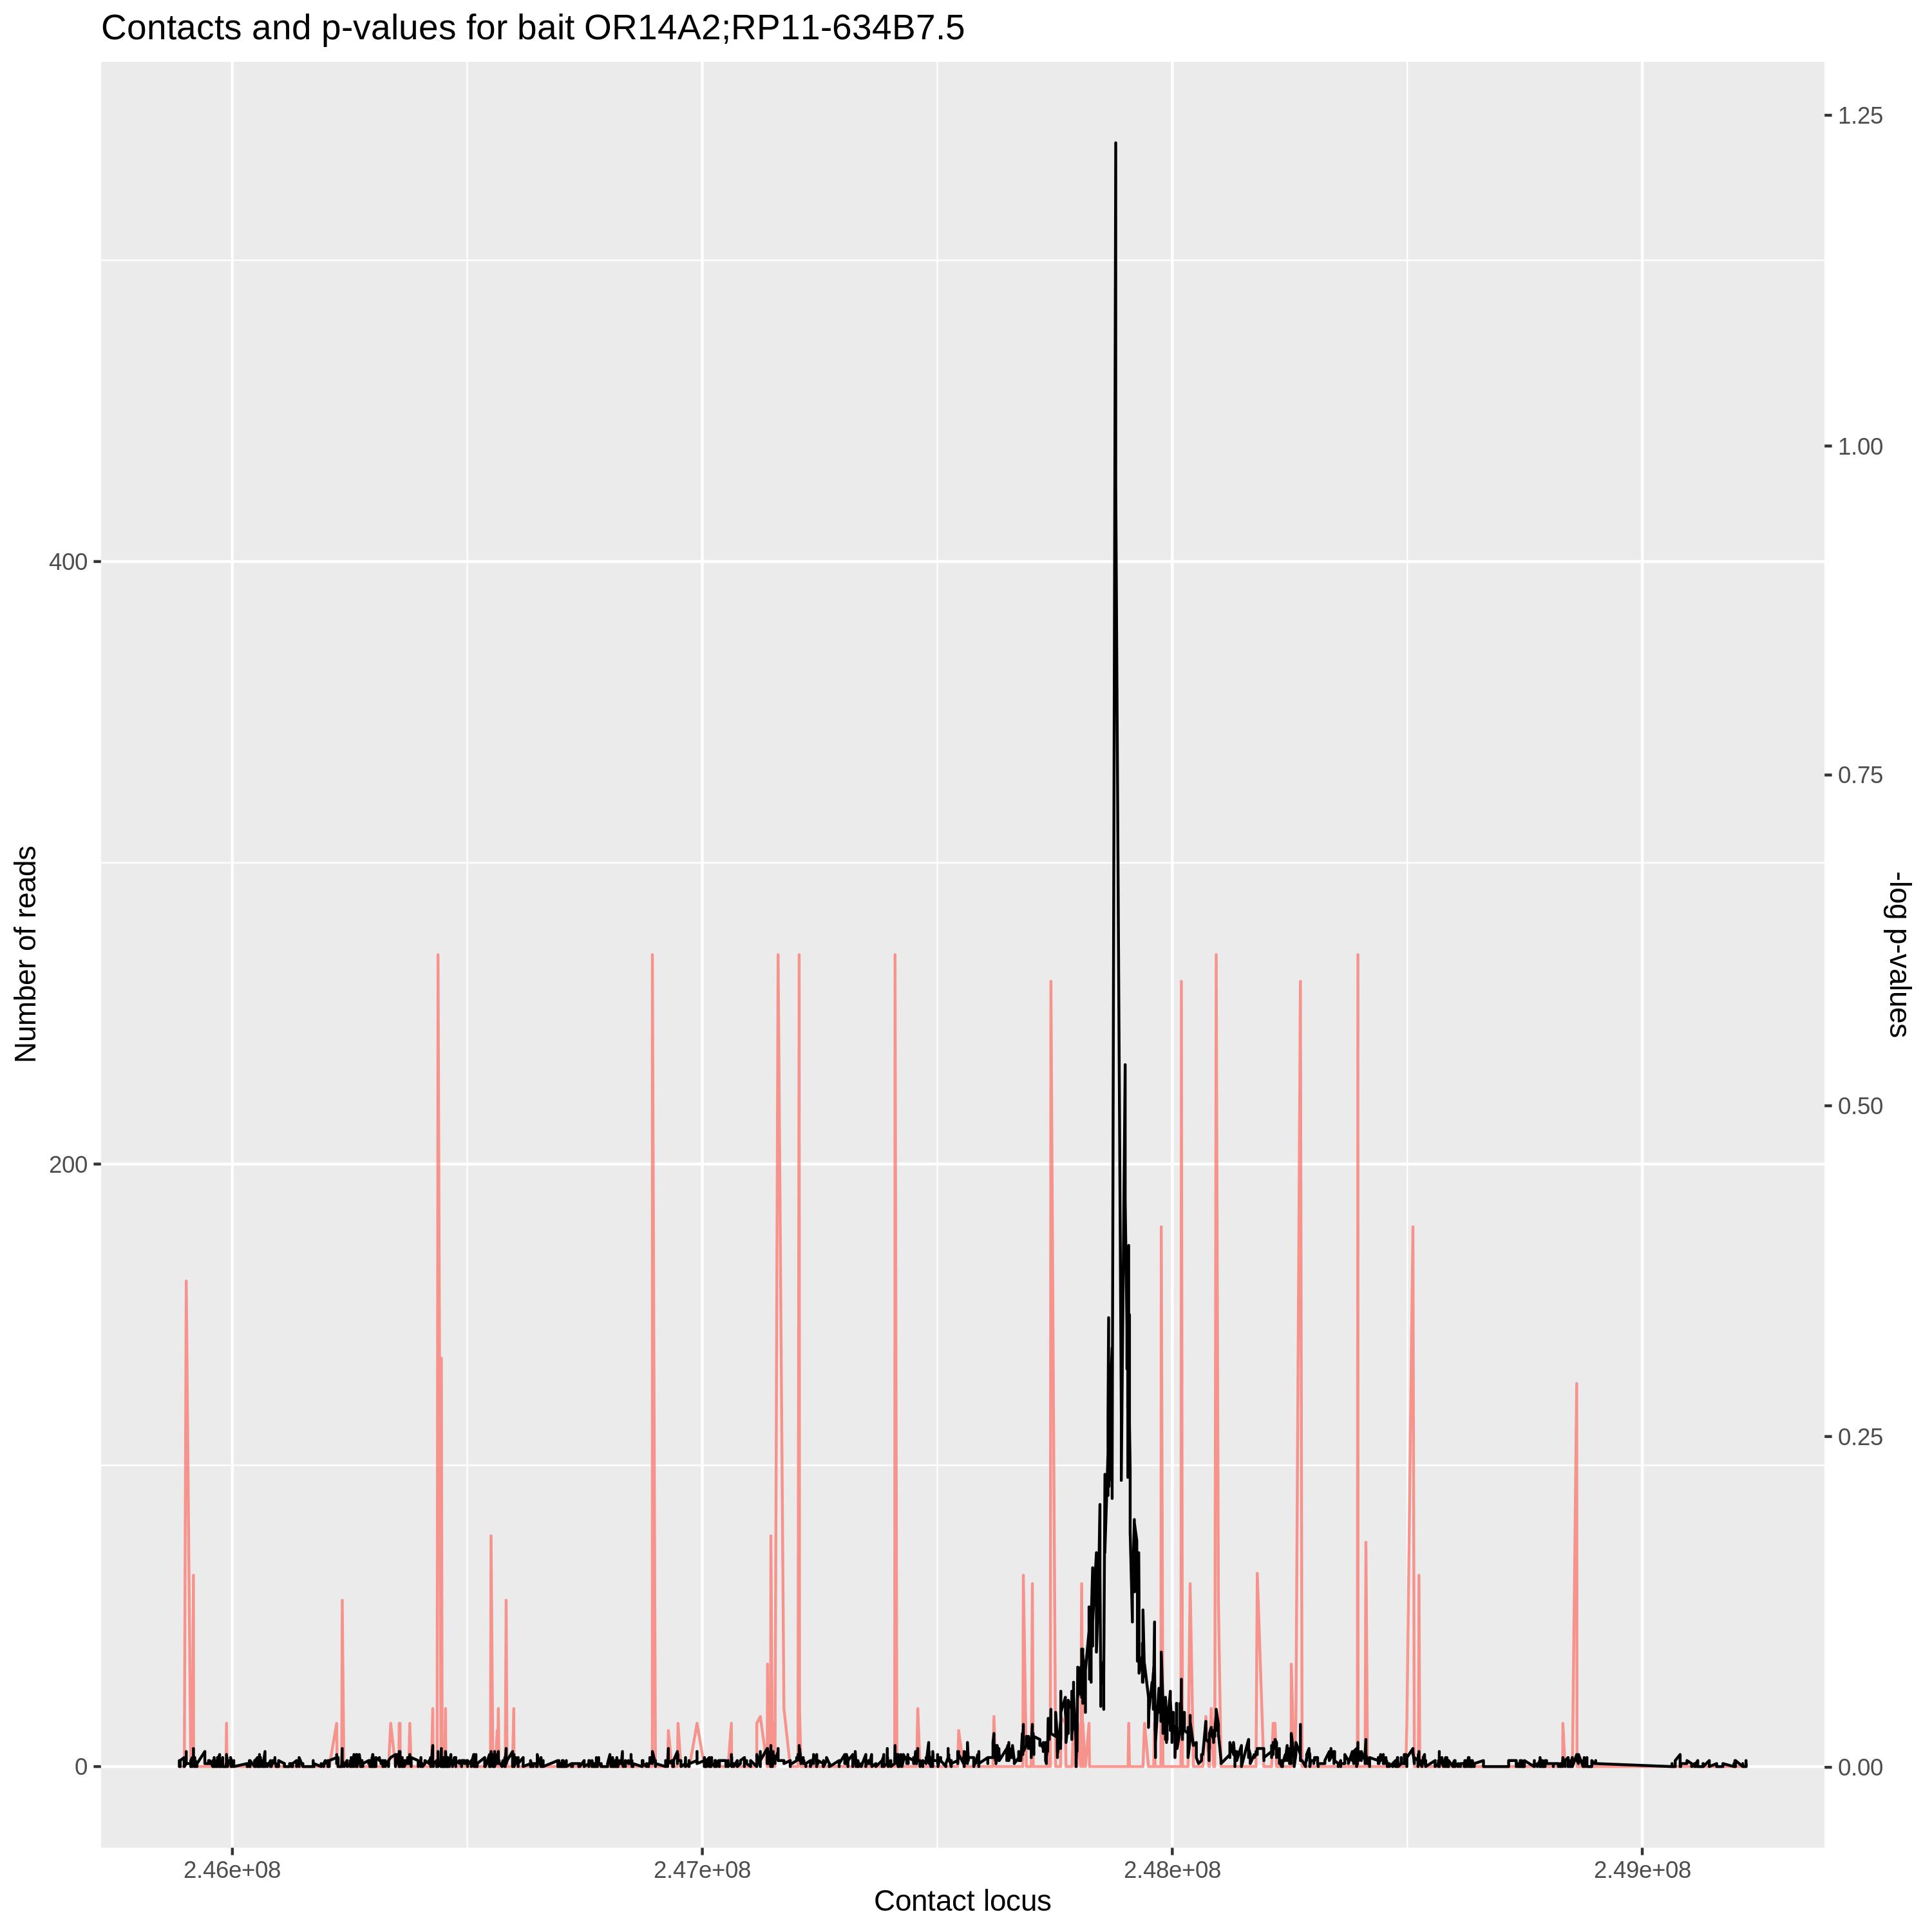 Contacts and p-values for bait OR14A2;RP11-634B7.5
Number of reads
400
200
0
1.25
1.00
0.75
0.50
0.25
0.00
-log p-values
2.46e+08 2.47e+08 2.48e+08 2.49e+08
Contact locus